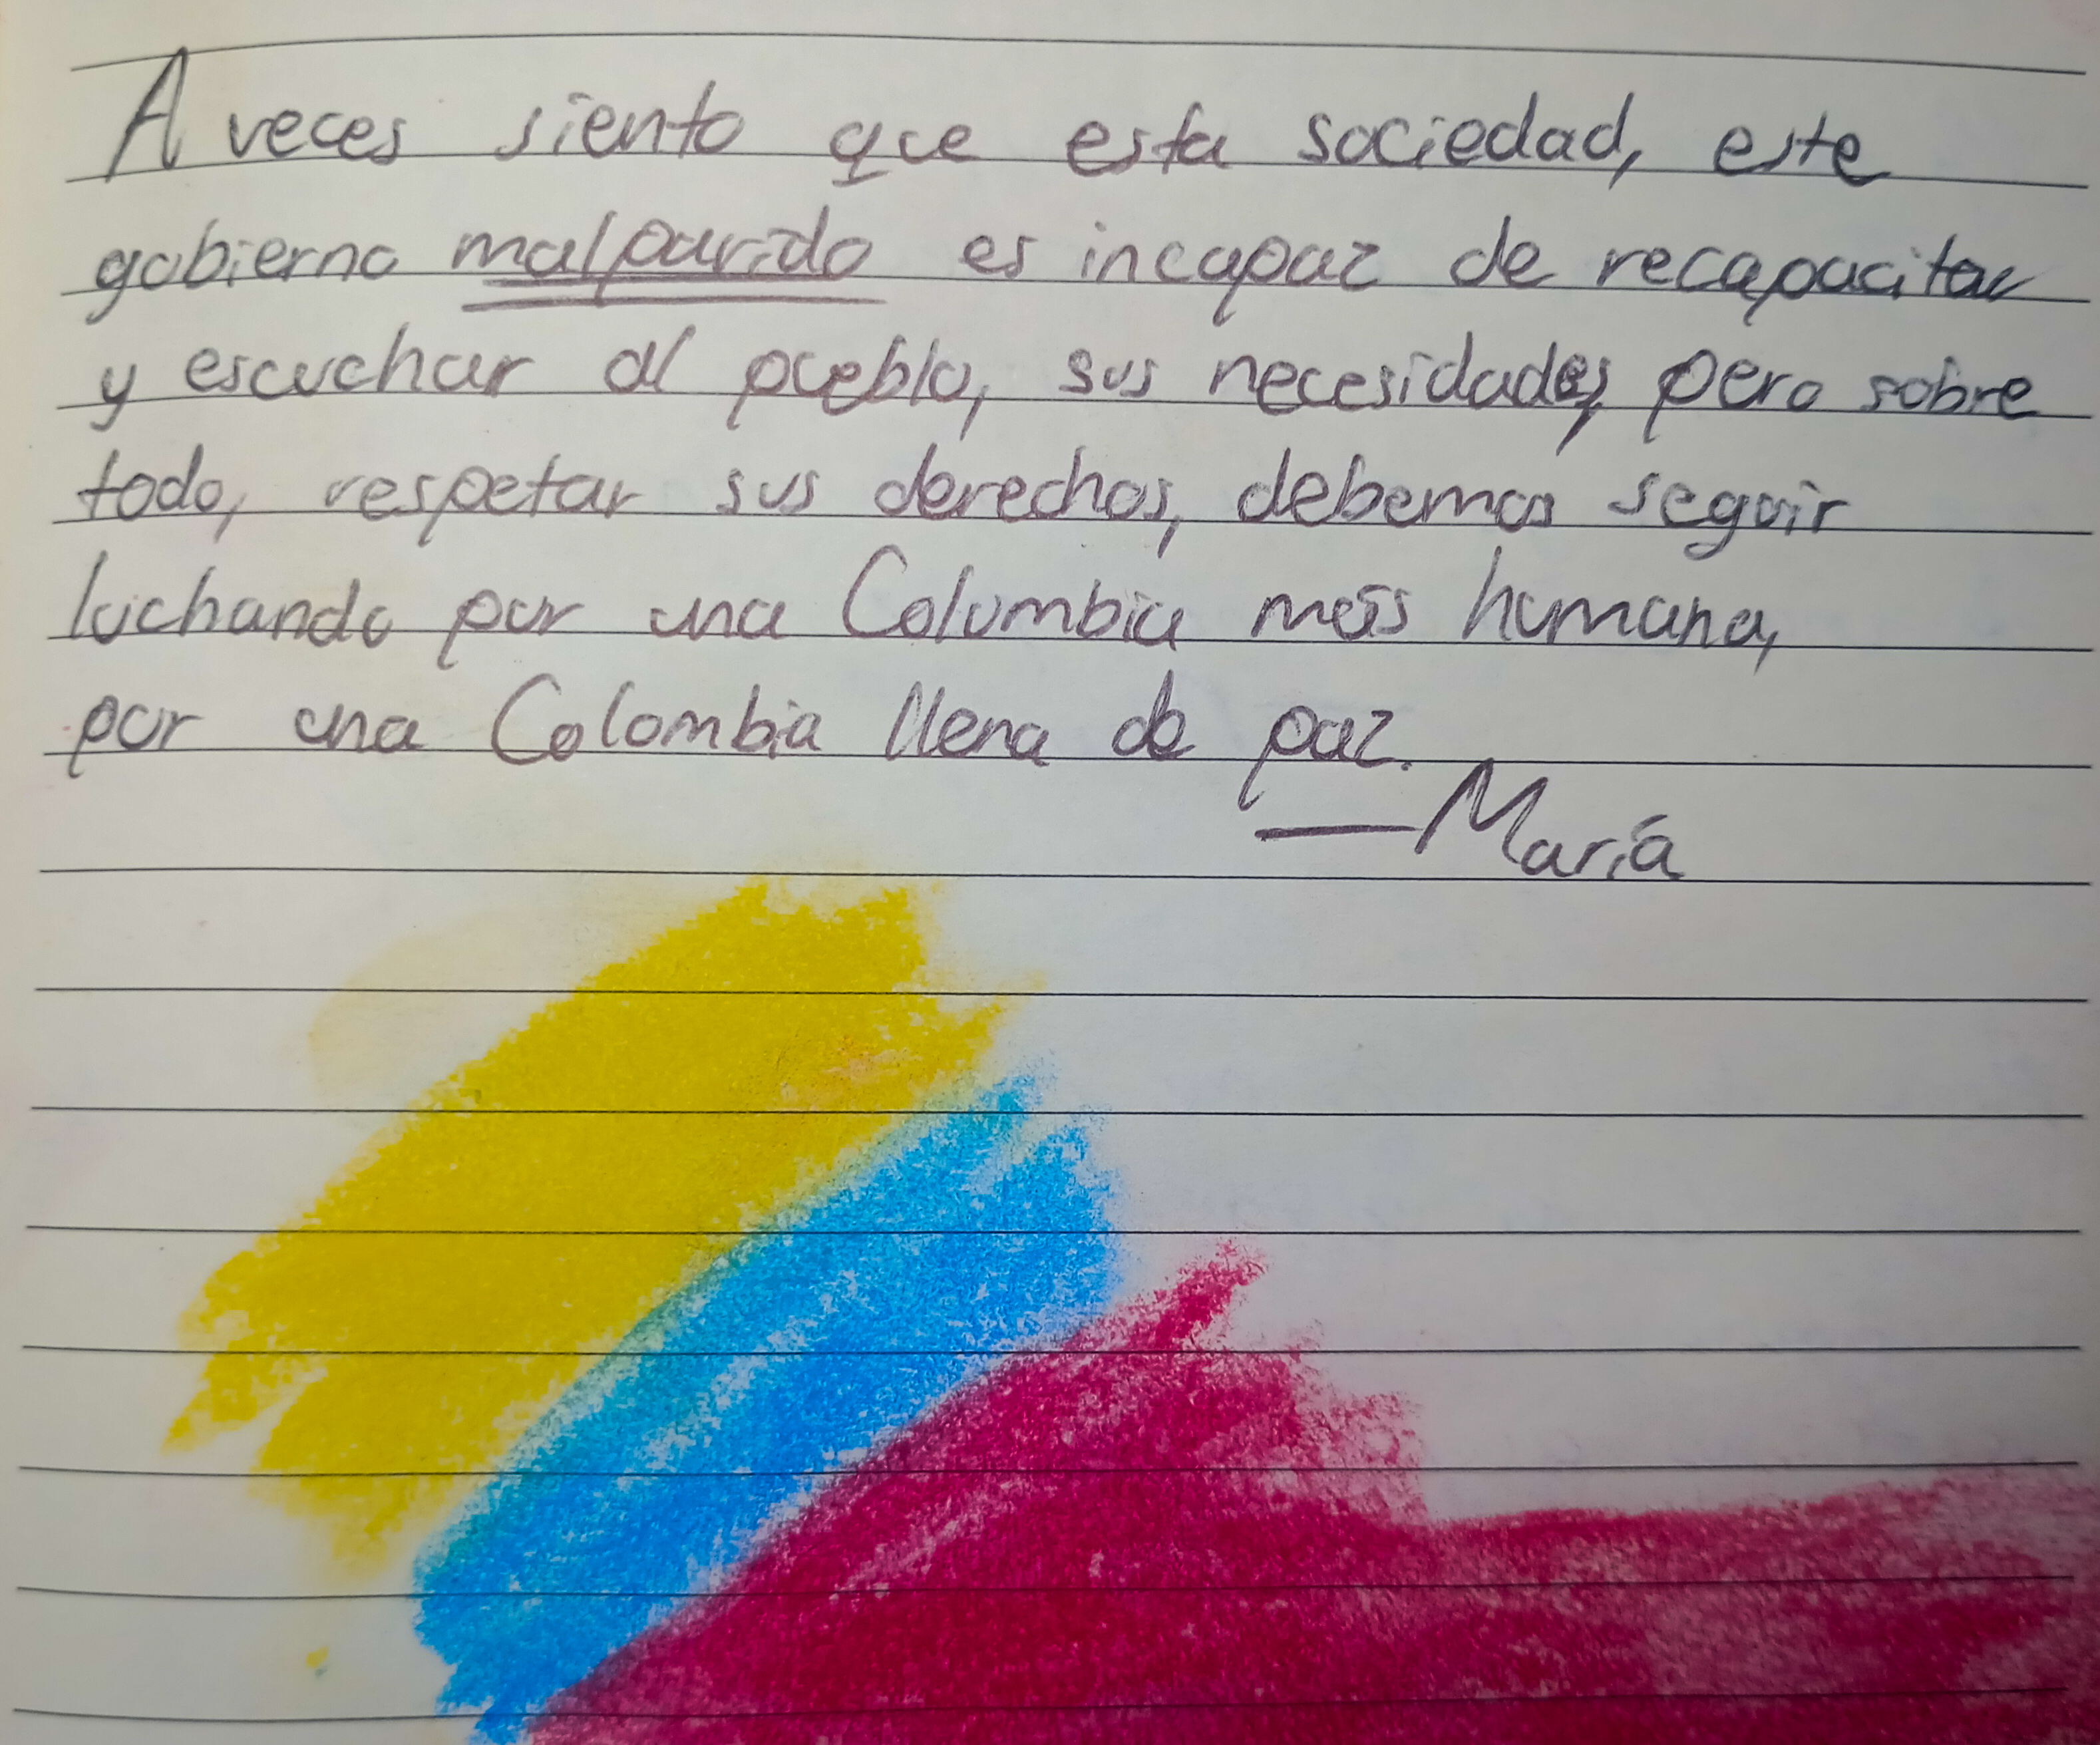 A veces siento que esta sociedad, este
gobierno malparido es incapaz de recapacitar
y escuchar al pueblo, sus necesidades, pero sobre
todo, respetar sus derechos, debemos seguir
luchando por una Colombia más humana,
por una Colombia llena de paz.
—María